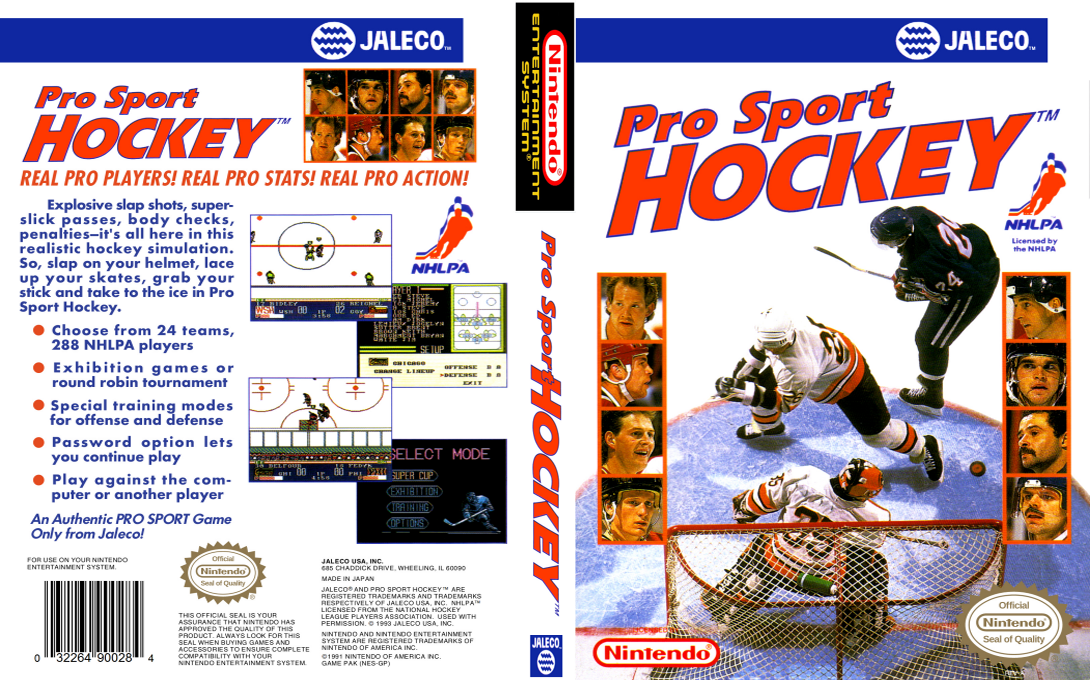 JALECO™
Pro Sport
HOCKEY™
REAL PRO PLAYERS! REAL PRO STATS! REAL PRO ACTION!
Explosive slap shots, super-
slick passes, body checks,
penalties–it's all here in this
realistic hockey simulation.
So, slap on your helmet, lace
up your skates, grab your
stick and take to the ice in Pro
Sport Hockey.
● Choose from 24 teams,
288 NHLPA players
● Exhibition games or
round robin tournament
● Special training modes
for offense and defense
● Password option lets
you continue play
● Play against the com-
puter or another player
An Authentic PRO SPORT Game
Only from Jaleco!
NHLPA
SETUP
CHICAGO
CHANGE LINEUP
OFFENSE
DEFENSE
EXIT
SELECT MODE
SUPER CUP
EXHIBITION
TRAINING
OPTIONS
FOR USE ON YOUR NINTENDO
ENTERTAINMENT SYSTEM.
0 32264 90028 4
Official
Nintendo
Seal of Quality
THIS OFFICIAL SEAL IS YOUR
ASSURANCE THAT NINTENDO HAS
APPROVED THE QUALITY OF THIS
PRODUCT. ALWAYS LOOK FOR THIS
SEAL WHEN BUYING GAMES AND
ACCESSORIES TO ENSURE COMPLETE
COMPATIBILITY WITH YOUR
NINTENDO ENTERTAINMENT SYSTEM.
JALECO USA, INC.
685 CHADDICK DRIVE, WHEELING, IL 60090
MADE IN JAPAN
JALECO® AND PRO SPORT HOCKEY™ ARE
REGISTERED TRADEMARKS AND TRADEMARKS
RESPECTIVELY OF JALECO USA, INC. NHLPA™
LICENSED FROM THE NATIONAL HOCKEY
LEAGUE PLAYERS ASSOCIATION. USED WITH
PERMISSION. © 1993 JALECO USA, INC.
NINTENDO AND NINTENDO ENTERTAINMENT
SYSTEM ARE REGISTERED TRADEMARKS OF
NINTENDO OF AMERICA INC.
©1991 NINTENDO OF AMERICA INC.
GAME PAK (NES-GP)
Nintendo
ENTERTAINMENT
SYSTEM®
Pro Sport HOCKEY™
JALECO
JALECO™
Pro Sport
HOCKEY™
NHLPA
Licensed by
the NHLPA
24
24
35
Nintendo®
Official
Nintendo
Seal of Quality